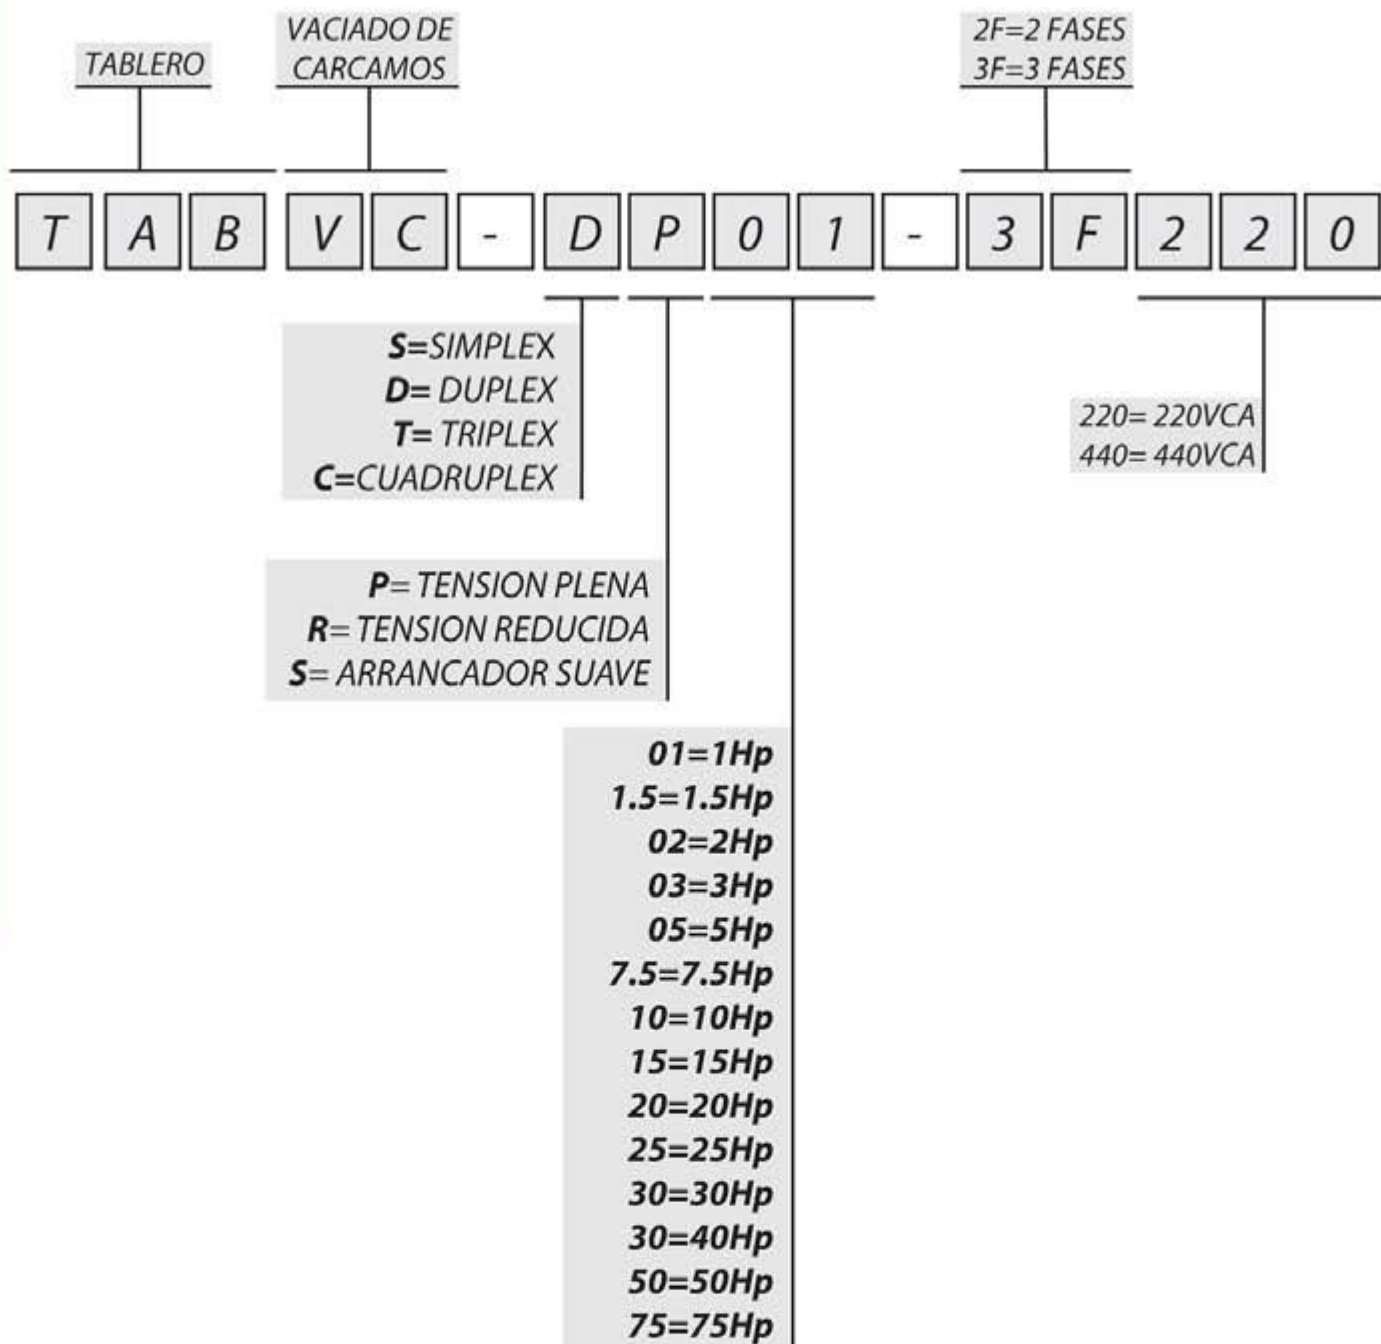 TABLERO
VACIADO DE
CARCAMOS
2F=2 FASES
3F=3 FASES
T A B V C - D P 0 1 - 3 F 2 2 0
S=SIMPLEX
D= DUPLEX
T= TRIPLEX
C=CUADRUPLEX
220= 220VCA
440= 440VCA
P= TENSION PLENA
R= TENSION REDUCIDA
S= ARRANCADOR SUAVE
01=1Hp
1.5=1.5Hp
02=2Hp
03=3Hp
05=5Hp
7.5=7.5Hp
10=10Hp
15=15Hp
20=20Hp
25=25Hp
30=30Hp
30=40Hp
50=50Hp
75=75Hp